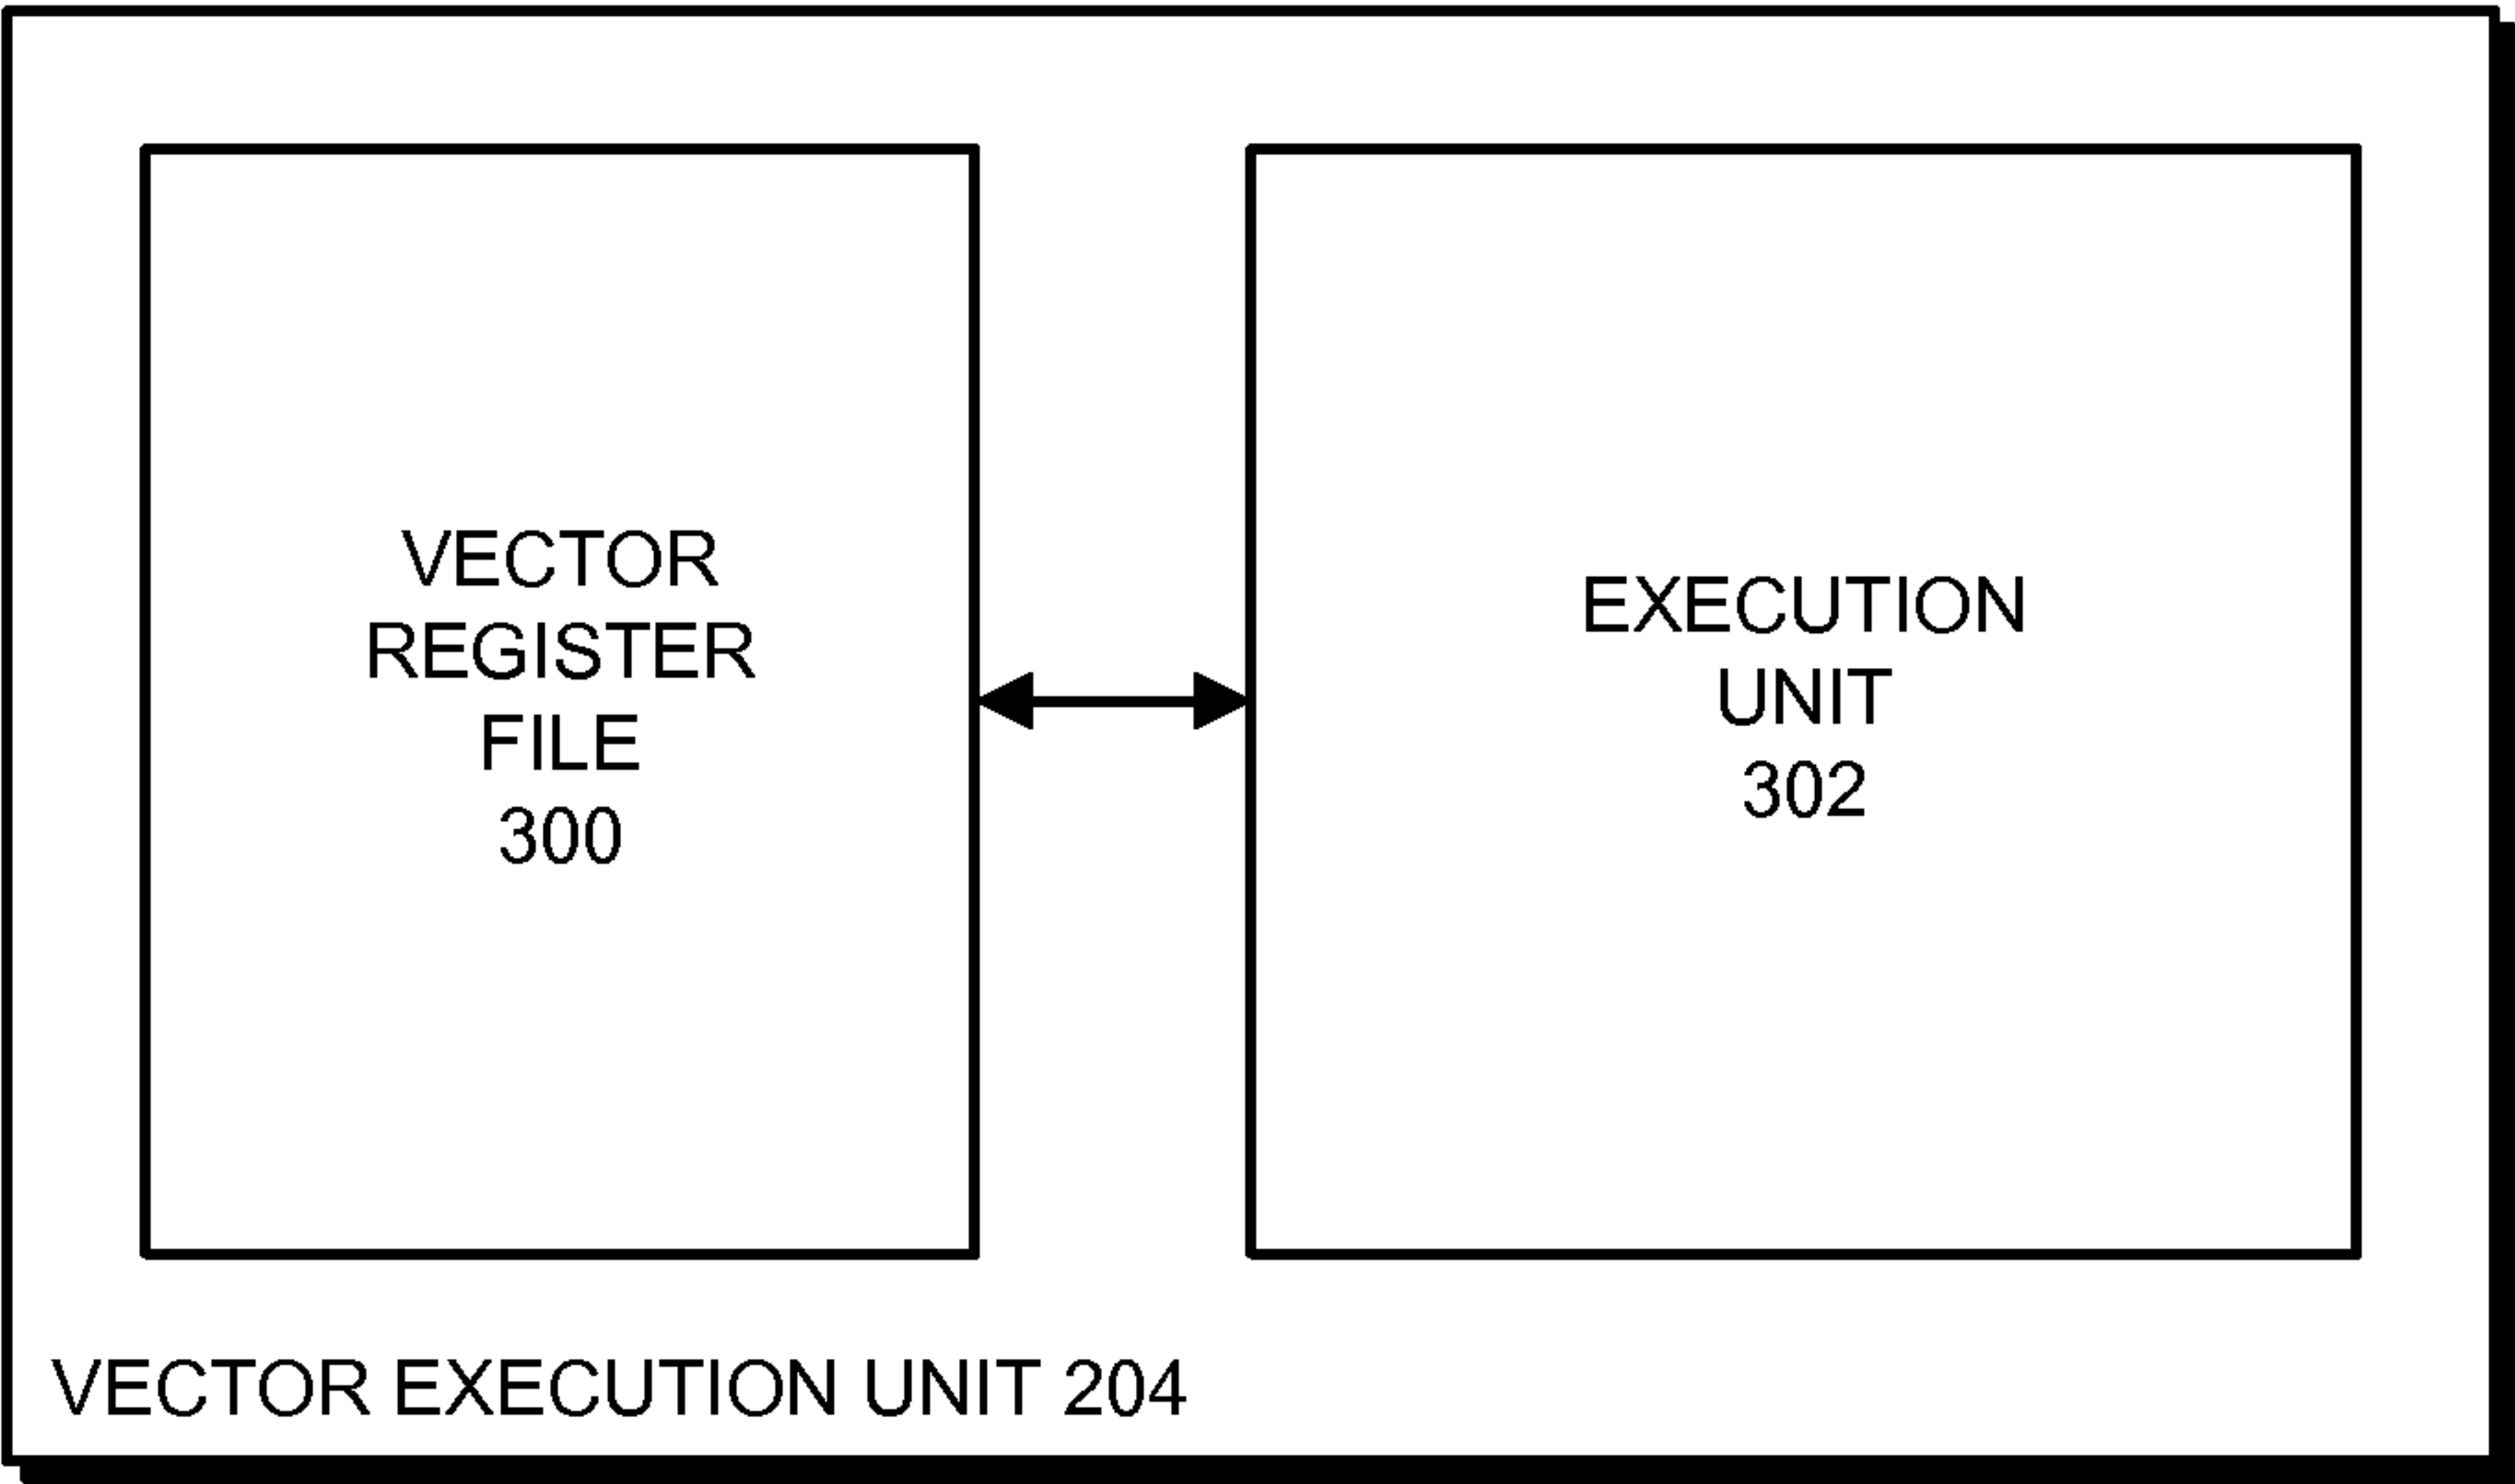 VECTOR
REGISTER
FILE
300
EXECUTION
UNIT
302
VECTOR EXECUTION UNIT 204